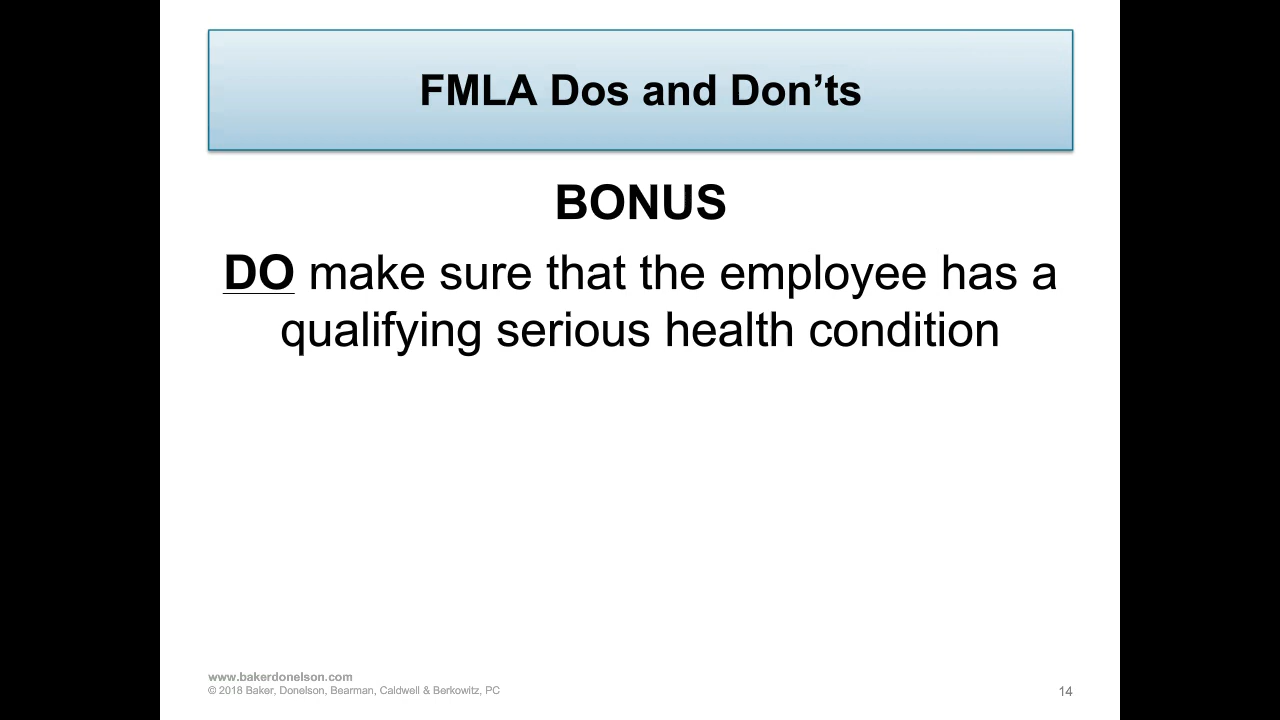 FMLA Dos and Don’ts
BONUS
DO make sure that the employee has a
qualifying serious health condition
www.bakerdonelson.com
© 2018 Baker, Donelson, Bearman, Caldwell & Berkowitz, PC
14